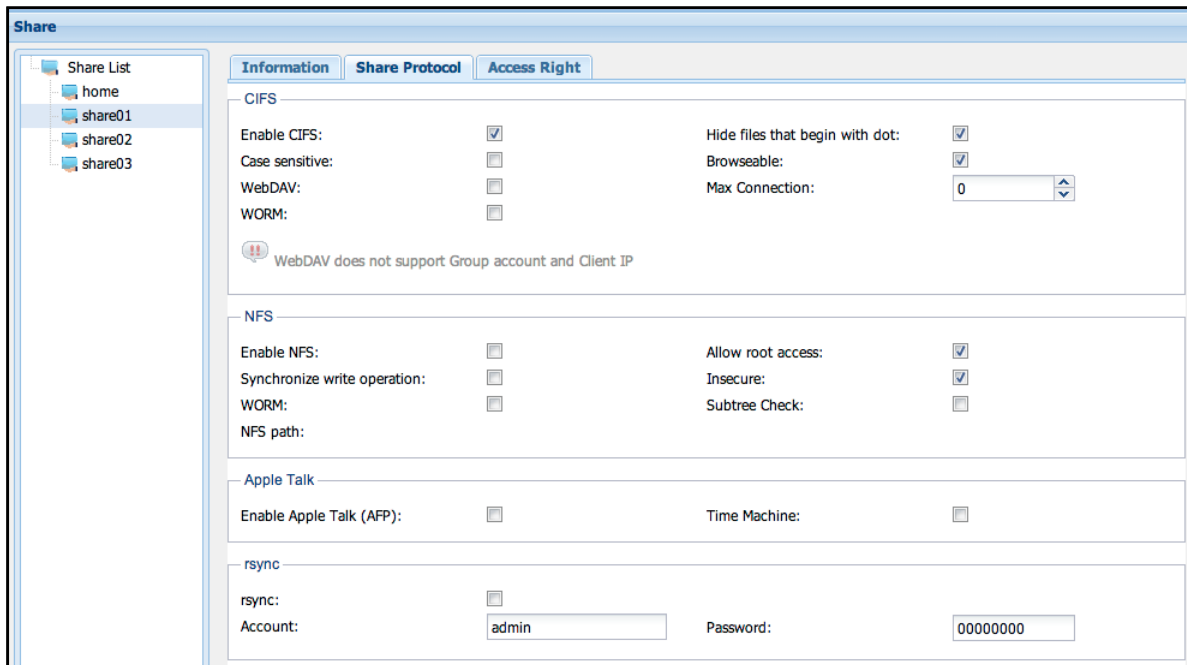 Share
Share List
home
share01
share02
share03
Information Share Protocol Access Right
CIFS
Enable CIFS: Hide files that begin with dot:
Case sensitive: Browseable:
WebDAV: Max Connection: 0
WORM:
!! WebDAV does not support Group account and Client IP
NFS
Enable NFS: Allow root access:
Synchronize write operation: Insecure:
WORM: Subtree Check:
NFS path:
Apple Talk
Enable Apple Talk (AFP): Time Machine:
rsync
rsync:
Account: admin Password: 00000000